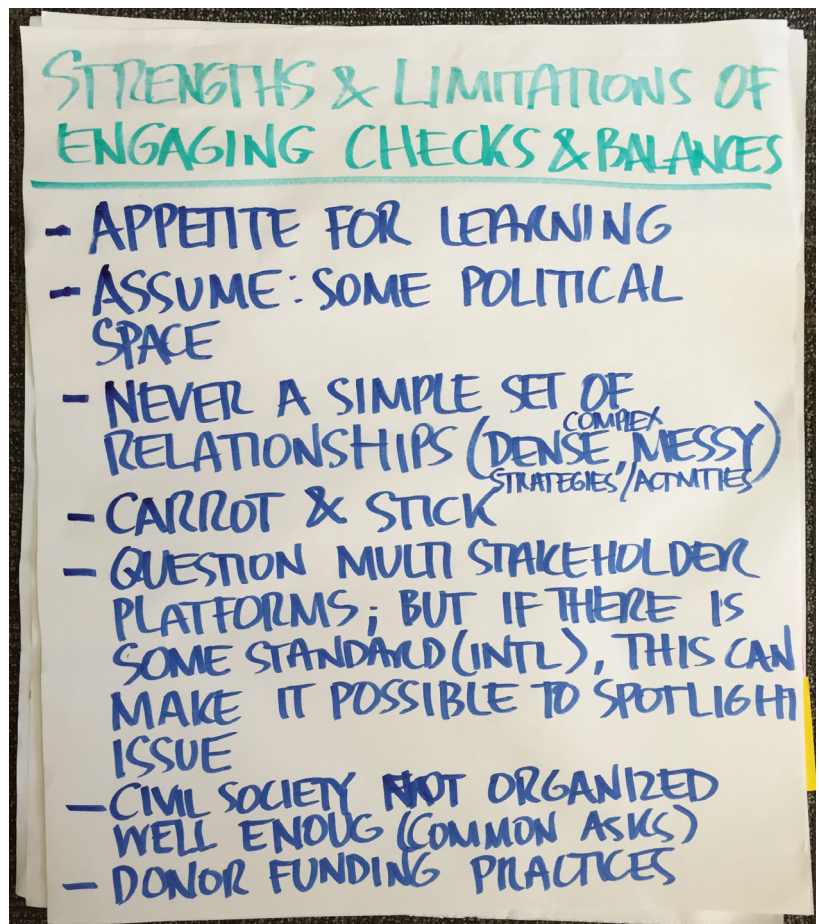 STRENGTHS & LIMITATIONS OF
ENGAGING CHECKS & BALANCES
- APPETITE FOR LEARNING
- ASSUME: SOME POLITICAL
SPACE
- NEVER A SIMPLE SET OF
COMPLEX
RELATIONSHIPS (DENSE, MESSY)
STRATEGIES/ACTIVITIES
- CARROT & STICK
- QUESTION MULTI STAKEHOLDER
PLATFORMS; BUT IF THERE IS
SOME STANDARD (INTL), THIS CAN
MAKE IT POSSIBLE TO SPOTLIGHT
ISSUE
- CIVIL SOCIETY NOT ORGANIZED
WELL ENOUG (COMMON ASKS)
- DONOR FUNDING PRACTICES